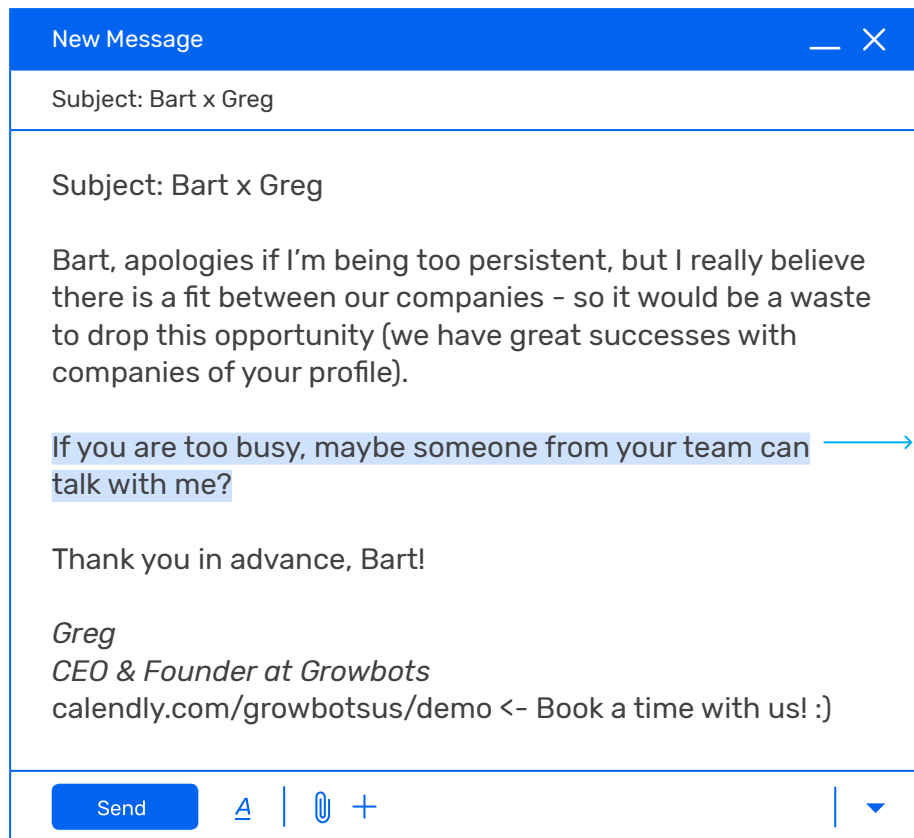 New Message
Subject: Bart x Greg
Subject: Bart x Greg
Bart, apologies if I’m being too persistent, but I really believe
there is a fit between our companies - so it would be a waste
to drop this opportunity (we have great successes with
companies of your profile).
If you are too busy, maybe someone from your team can
talk with me?
Thank you in advance, Bart!
Greg
CEO & Founder at Growbots
calendly.com/growbotsus/demo <- Book a time with us! :)
Send A